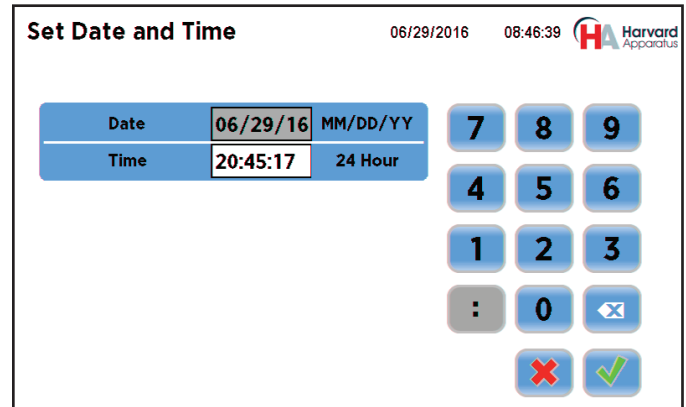 Set Date and Time 06/29/2016 08:46:39 HA Harvard
Apparatus
Date 06/29/16 MM/DD/YY
Time 20:45:17 24 Hour
7 8 9
4 5 6
1 2 3
: 0